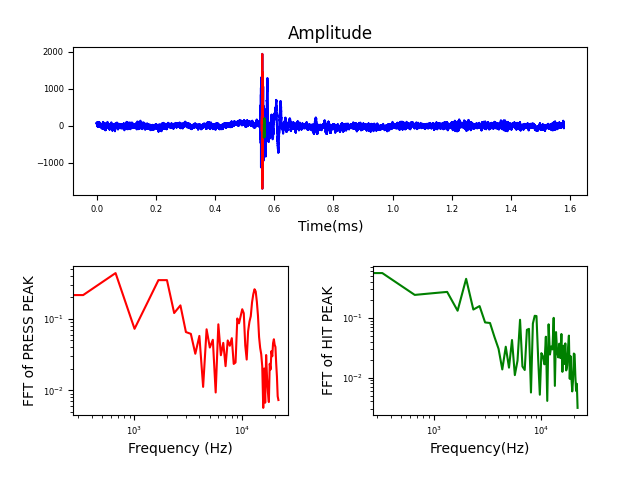 Amplitude
2000
1000
0
−1000
0.0 0.2 0.4 0.6 0.8 1.0 1.2 1.4 1.6
Time(ms)
FFT of PRESS PEAK
10⁻¹
10⁻²
10³ 10⁴
Frequency (Hz)
FFT of HIT PEAK
10⁻¹
10⁻²
10³ 10⁴
Frequency(Hz)